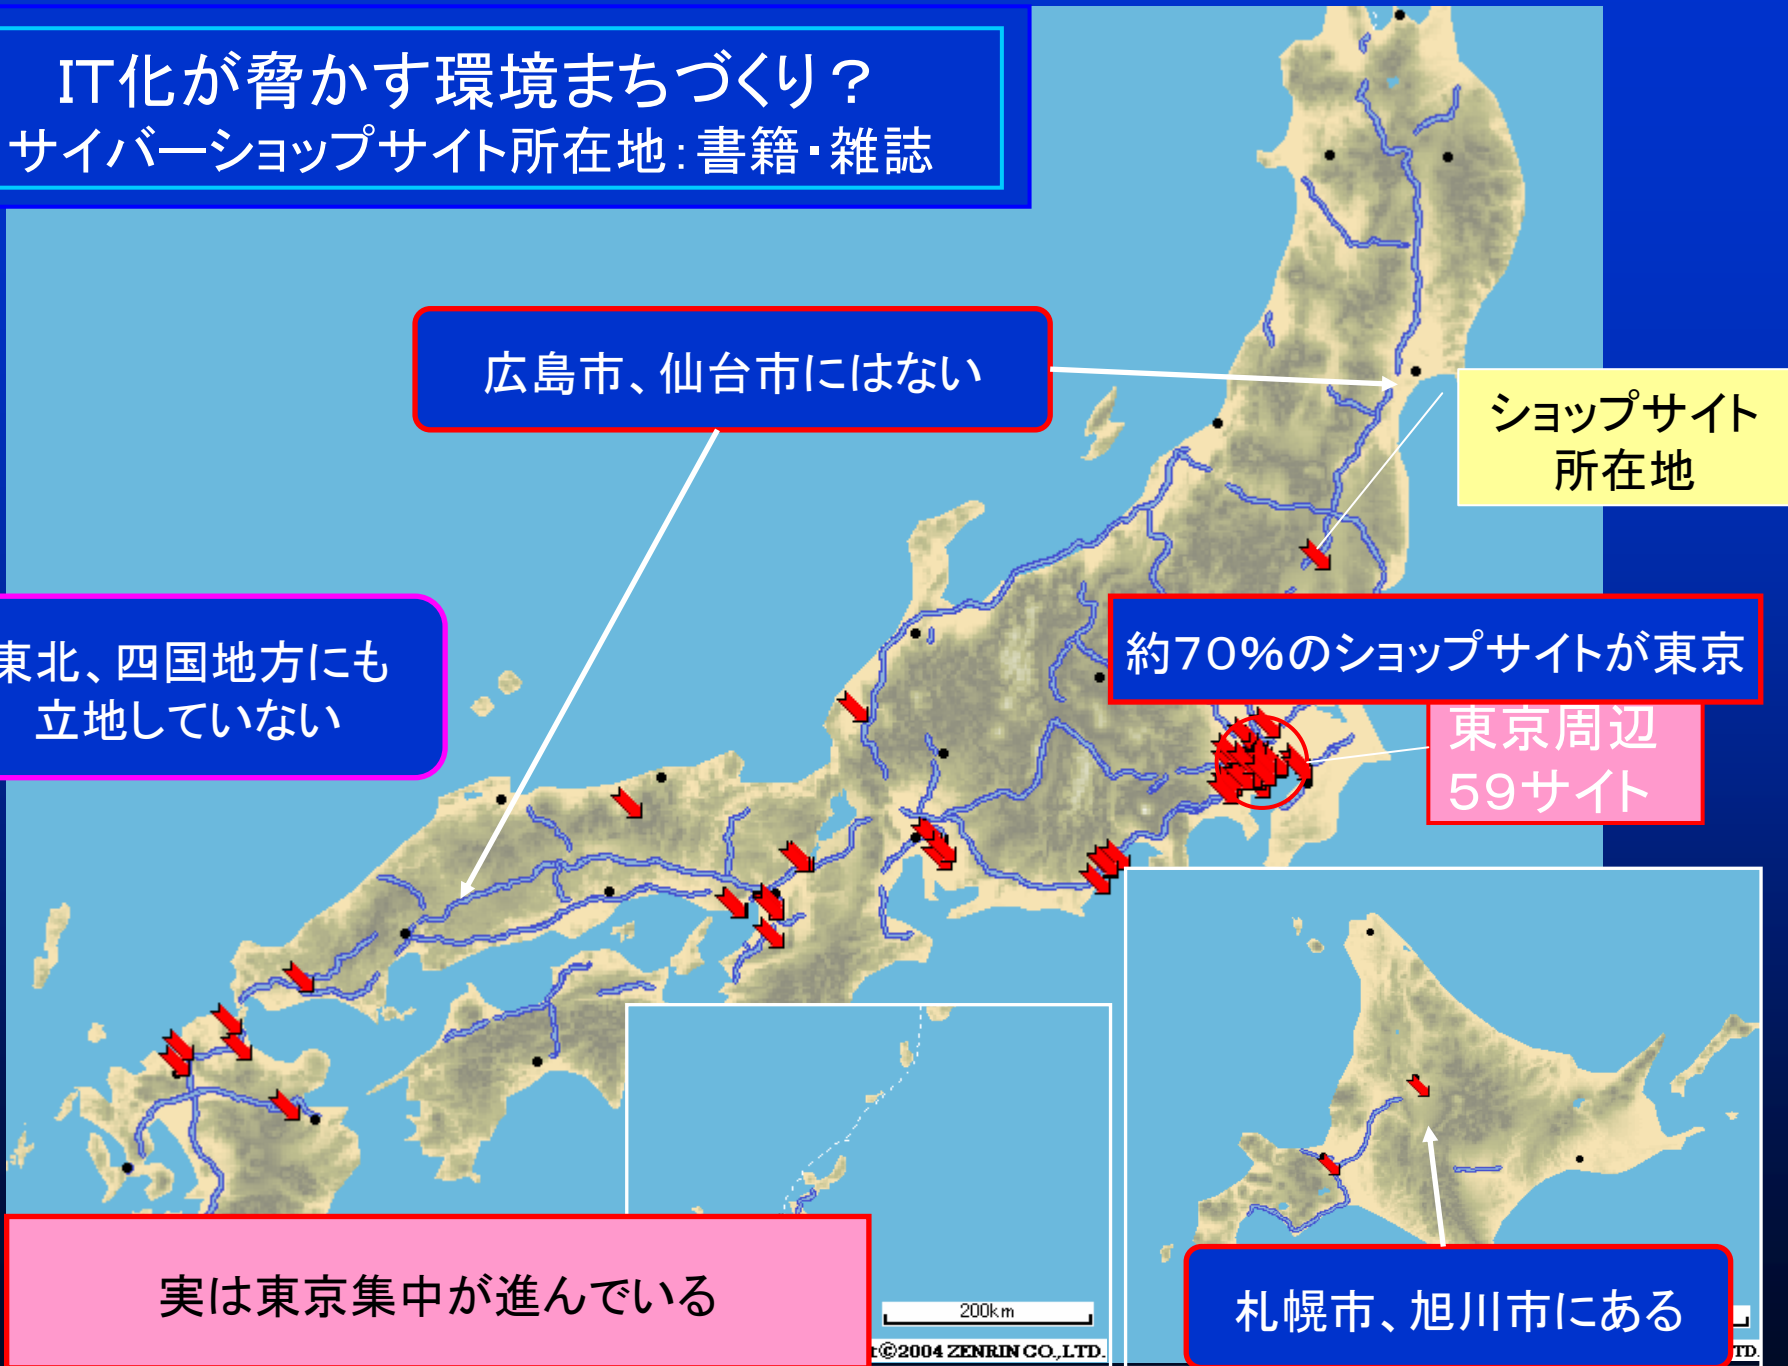 IT化が脅かす環境まちづくり？
サイバーショップサイト所在地：書籍・雑誌
広島市、仙台市にはない
ショップサイト
所在地
東北、四国地方にも
立地していない
約70％のショップサイトが東京
東京周辺
59サイト
実は東京集中が進んでいる
200km
©2004 ZENRIN CO.,LTD.
札幌市、旭川市にある
TD.